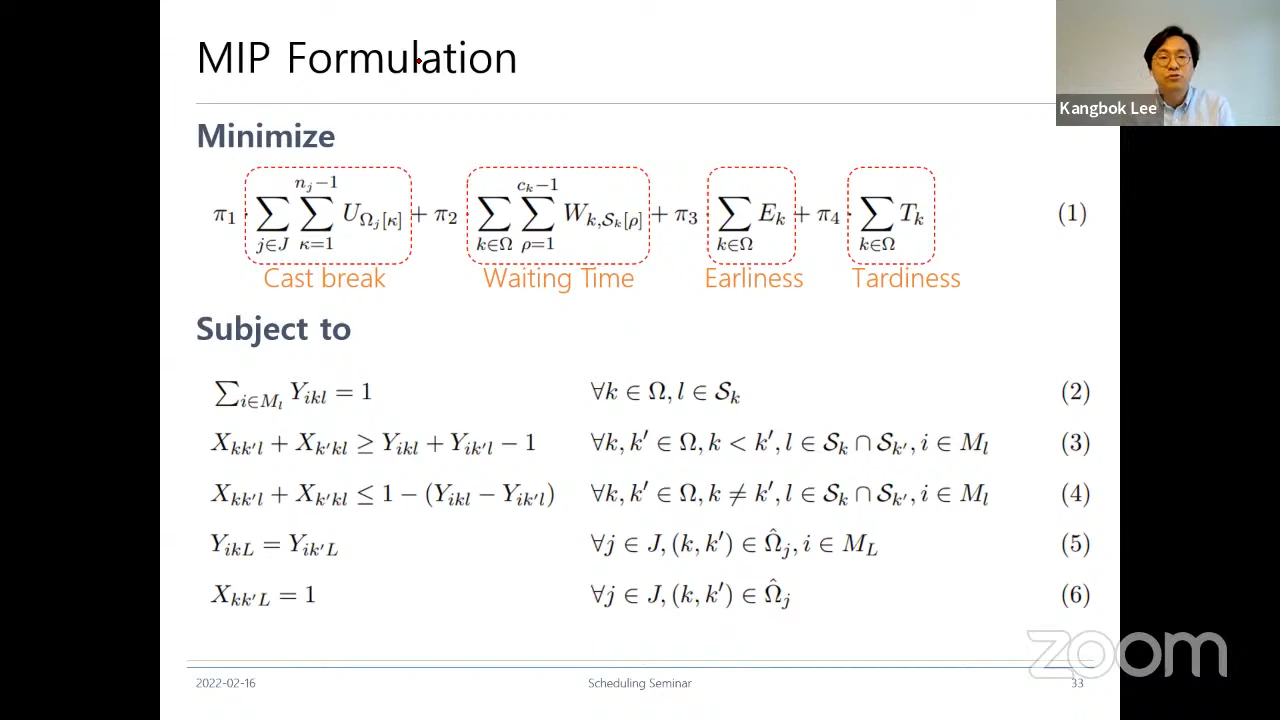 MIP Formulation
Kangbok Lee
Minimize
π₁ · ∑_{j∈J} ∑_{κ=1}^{n_j−1} U_{Ω_j[κ]} + π₂ · ∑_{k∈Ω} ∑_{ρ=1}^{c_k−1} W_{k,𝒮_k[ρ]} + π₃ · ∑_{k∈Ω} E_k + π₄ · ∑_{k∈Ω} T_k (1)
Cast break Waiting Time Earliness Tardiness
Subject to
∑_{i∈M_l} Y_{ikl} = 1 ∀k ∈ Ω, l ∈ 𝒮_k (2)
X_{kk′l} + X_{k′kl} ≥ Y_{ikl} + Y_{ik′l} − 1 ∀k, k′ ∈ Ω, k < k′, l ∈ 𝒮_k ∩ 𝒮_{k′}, i ∈ M_l (3)
X_{kk′l} + X_{k′kl} ≤ 1 − (Y_{ikl} − Y_{ik′l}) ∀k, k′ ∈ Ω, k ≠ k′, l ∈ 𝒮_k ∩ 𝒮_{k′}, i ∈ M_l (4)
Y_{ikL} = Y_{ik′L} ∀j ∈ J, (k, k′) ∈ Ω̂_j, i ∈ M_L (5)
X_{kk′L} = 1 ∀j ∈ J, (k, k′) ∈ Ω̂_j (6)
zoom
2022-02-16 Scheduling Seminar 33